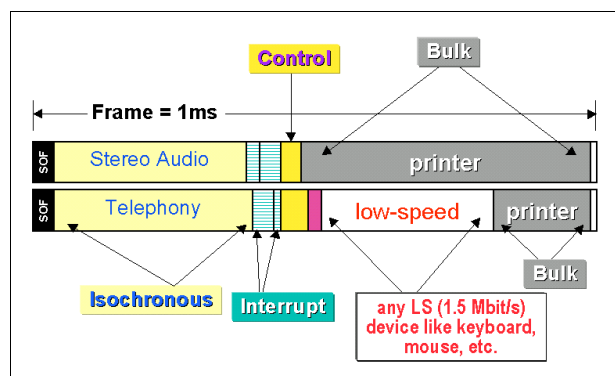 Control
Bulk
Frame = 1ms
SOF
Stereo Audio
printer
SOF
Telephony
low-speed
printer
Isochronous
Interrupt
Bulk
any LS (1.5 Mbit/s)
device like keyboard,
mouse, etc.